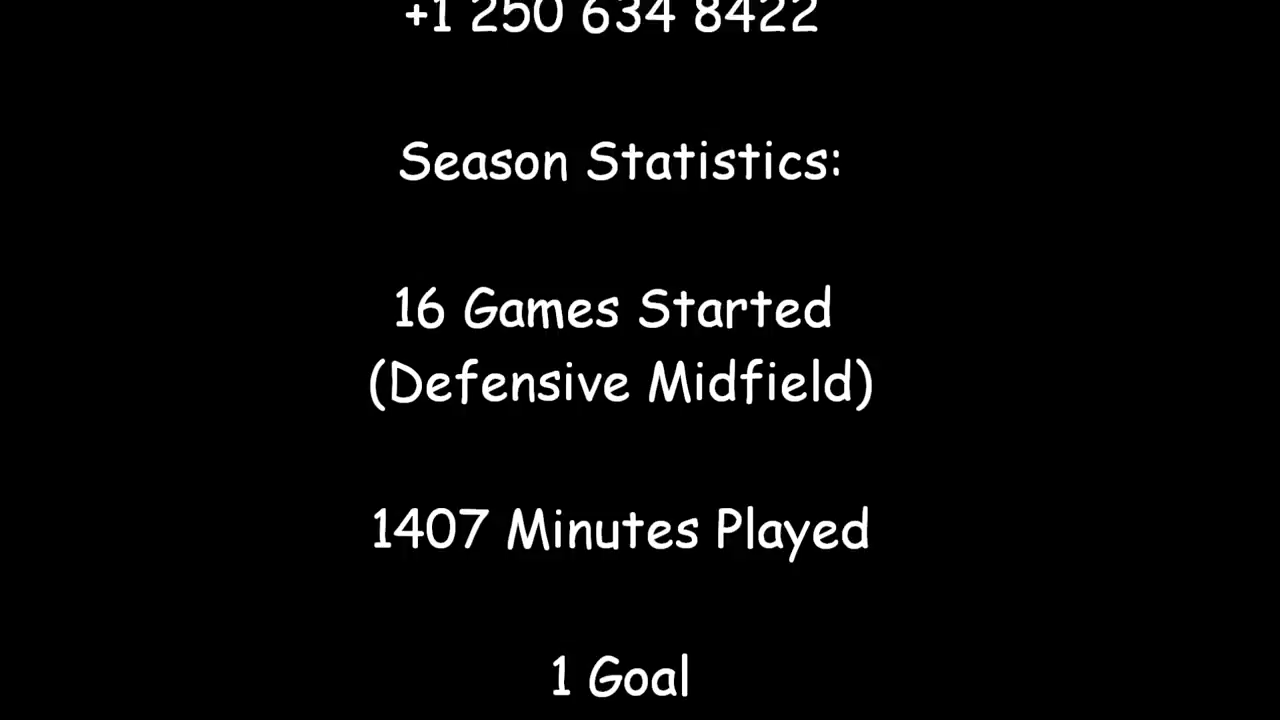 +1 250 634 8422
Season Statistics:
16 Games Started
(Defensive Midfield)
1407 Minutes Played
1 Goal